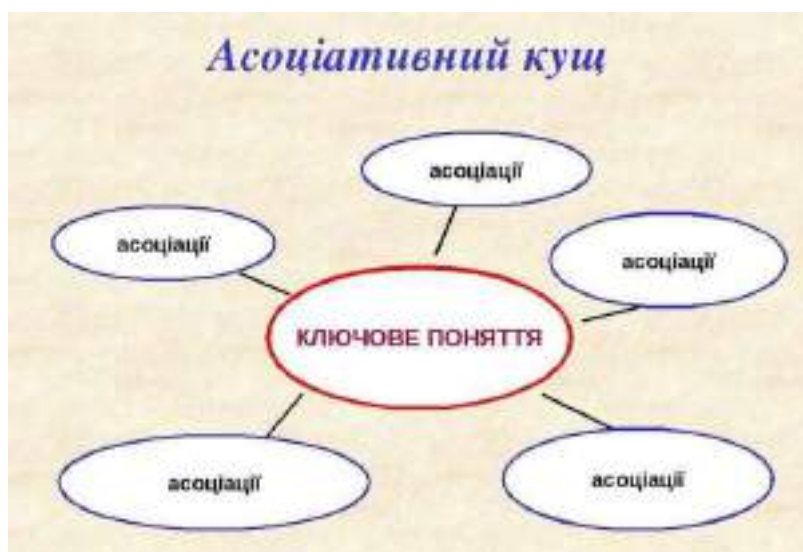 Асоціативний кущ
асоціації
асоціації
асоціації
КЛЮЧОВЕ ПОНЯТТЯ
асоціації
асоціації